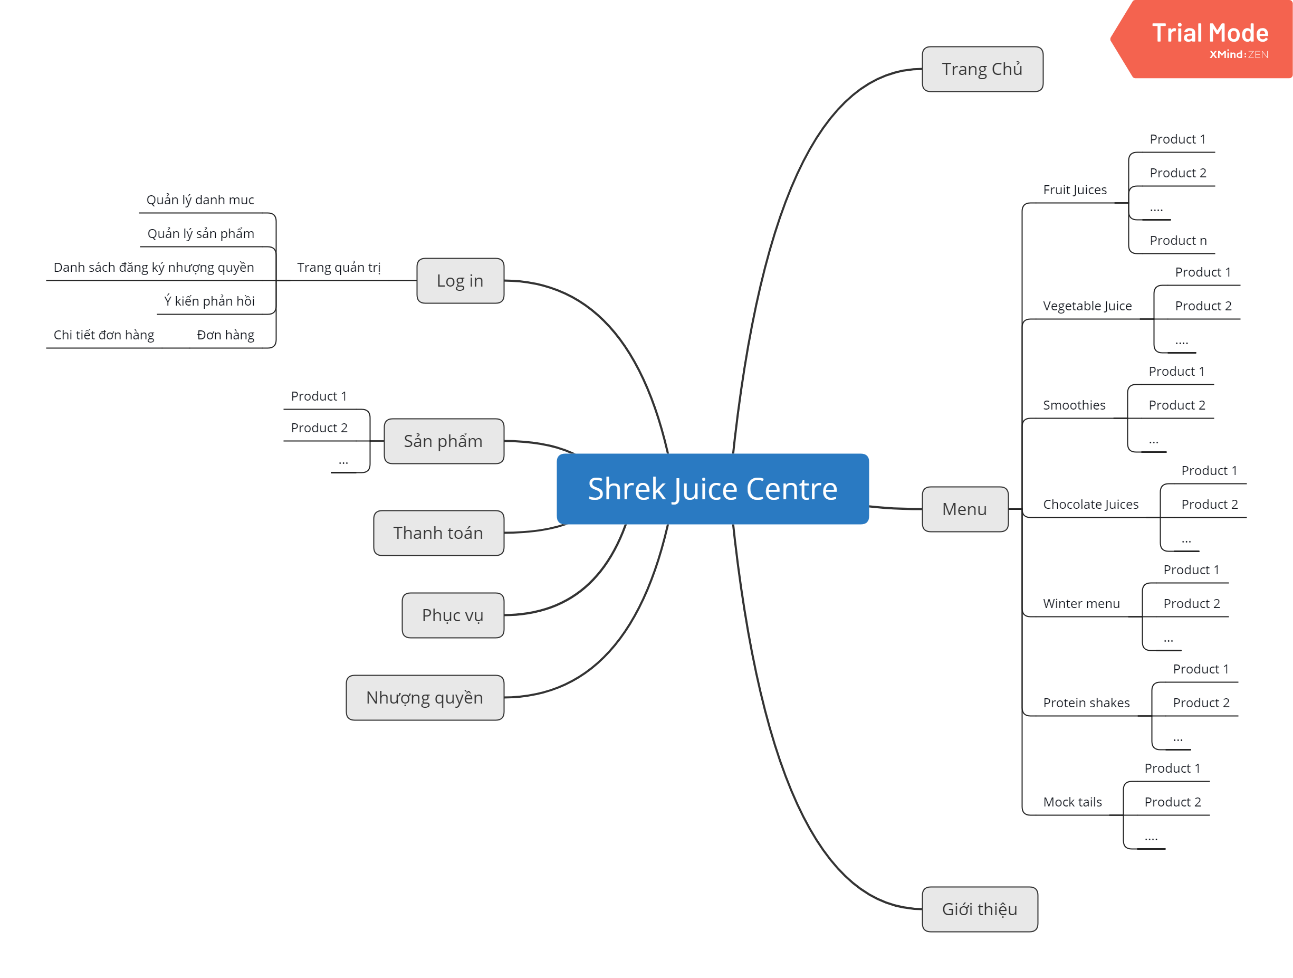 Trial Mode
XMind:ZEN
Shrek Juice Centre
Trang Chủ
Menu
Fruit Juices
Product 1
Product 2
....
Product n
Vegetable Juice
Product 1
Product 2
....
Smoothies
Product 1
Product 2
...
Chocolate Juices
Product 1
Product 2
...
Winter menu
Product 1
Product 2
...
Protein shakes
Product 1
Product 2
...
Mock tails
Product 1
Product 2
....
Giới thiệu
Log in
Trang quản trị
Quản lý danh muc
Quản lý sản phẩm
Danh sách đăng ký nhượng quyền
Ý kiến phản hồi
Đơn hàng
Chi tiết đơn hàng
Sản phẩm
Product 1
Product 2
...
Thanh toán
Phục vụ
Nhượng quyền